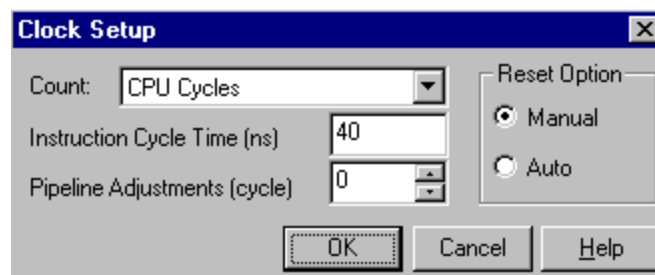 Clock Setup
Count: CPU Cycles
Reset Option
Instruction Cycle Time (ns) 40
Manual
Pipeline Adjustments (cycle) 0
Auto
OK Cancel Help